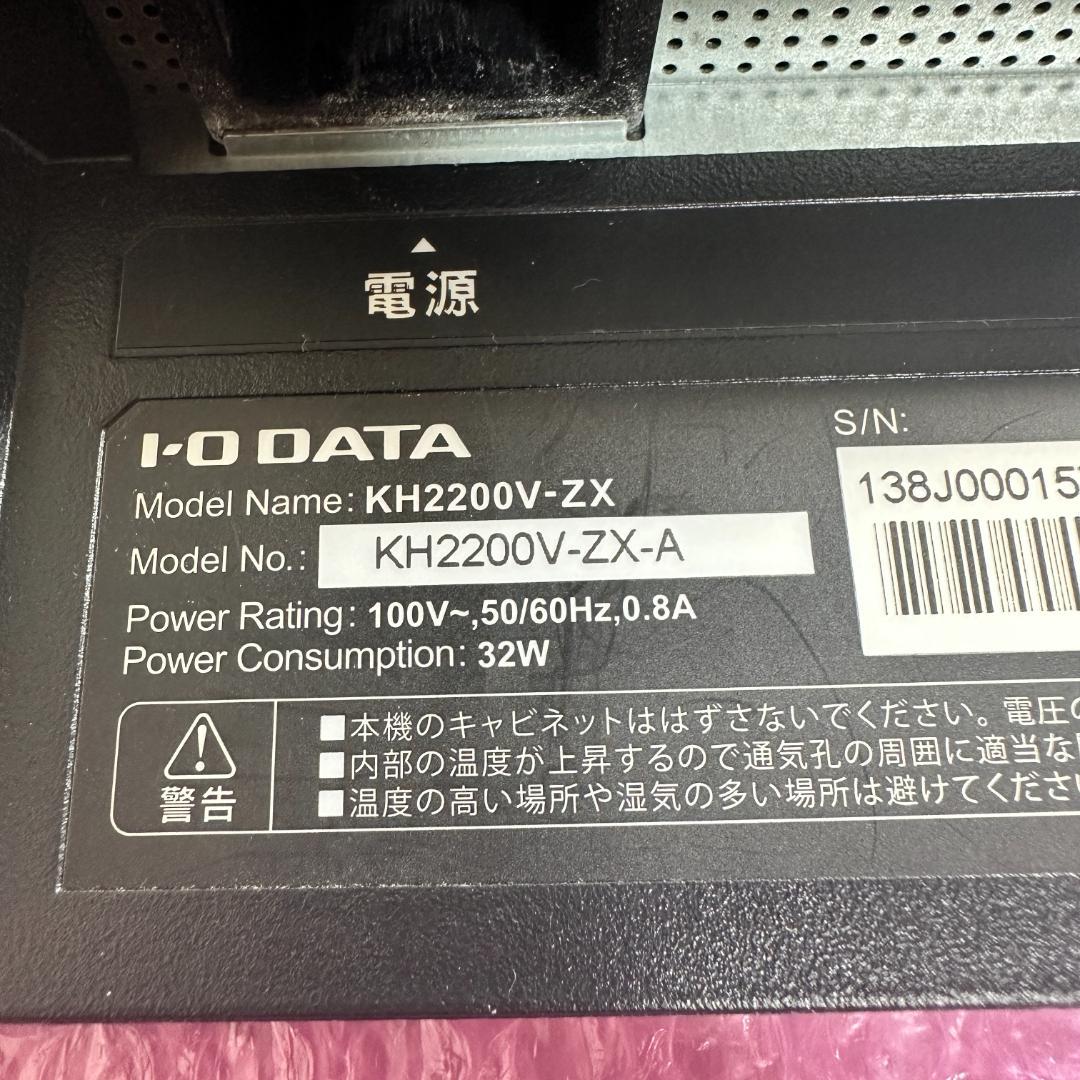 電源
I-O DATA
Model Name: KH2200V-ZX
Model No.: KH2200V-ZX-A
Power Rating: 100V~,50/60Hz,0.8A
Power Consumption: 32W
S/N:
138J00015
警告
■本機のキャビネットははずさないでください。電圧の
■内部の温度が上昇するので通気孔の周囲に適当な
■温度の高い場所や湿気の多い場所は避けてくださ